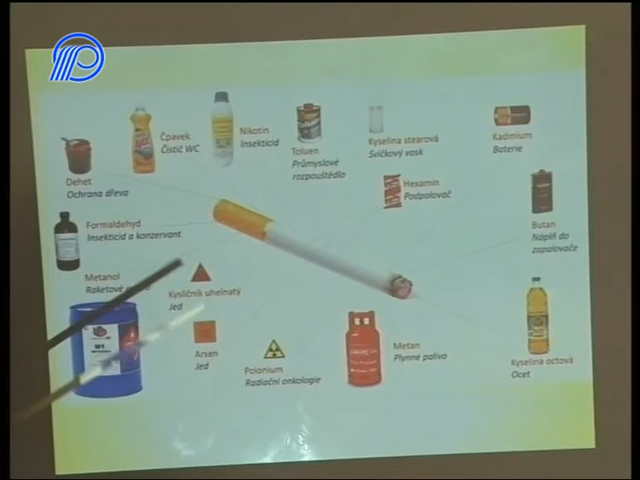 Čpavek
Čistič WC
Nikotin
Insekticid
Toluen
Průmyslové
rozpouštědlo
Kyselina stearová
Svíčkový vosk
Kadmium
Baterie
Dehet
Ochrana dřeva
Hexamin
Podpalovač
Formaldehyd
Insekticid a konzervant
Butan
Náplň do
zapalovače
Metanol
Raketové
Kysličník uhelnatý
Jed
Arsen
Jed
Polonium
Radiační onkologie
Metan
Plynné palivo
Kyselina octová
Ocet